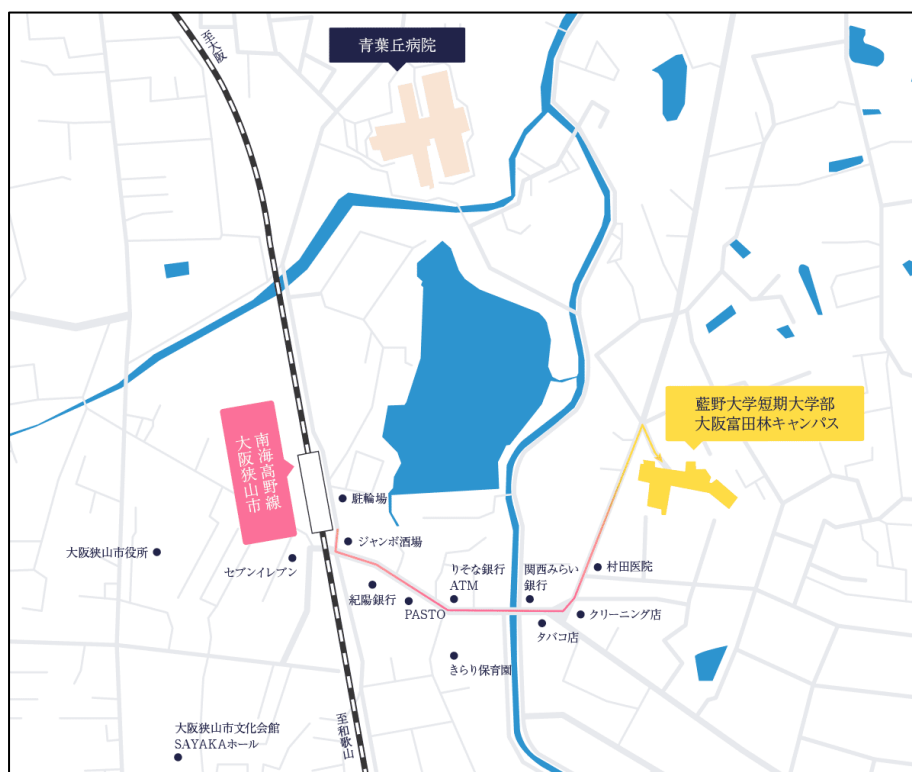 至大阪
青葉丘病院
藍野大学短期大学部
大阪富田林キャンパス
南海高野線
大阪狭山市
駐輪場
ジャンボ酒場
大阪狭山市役所
セブンイレブン
紀陽銀行
PASTO
りそな銀行
ATM
関西みらい
銀行
村田医院
クリーニング店
タバコ店
きらり保育園
至和歌山
大阪狭山市文化会館
SAYAKAホール